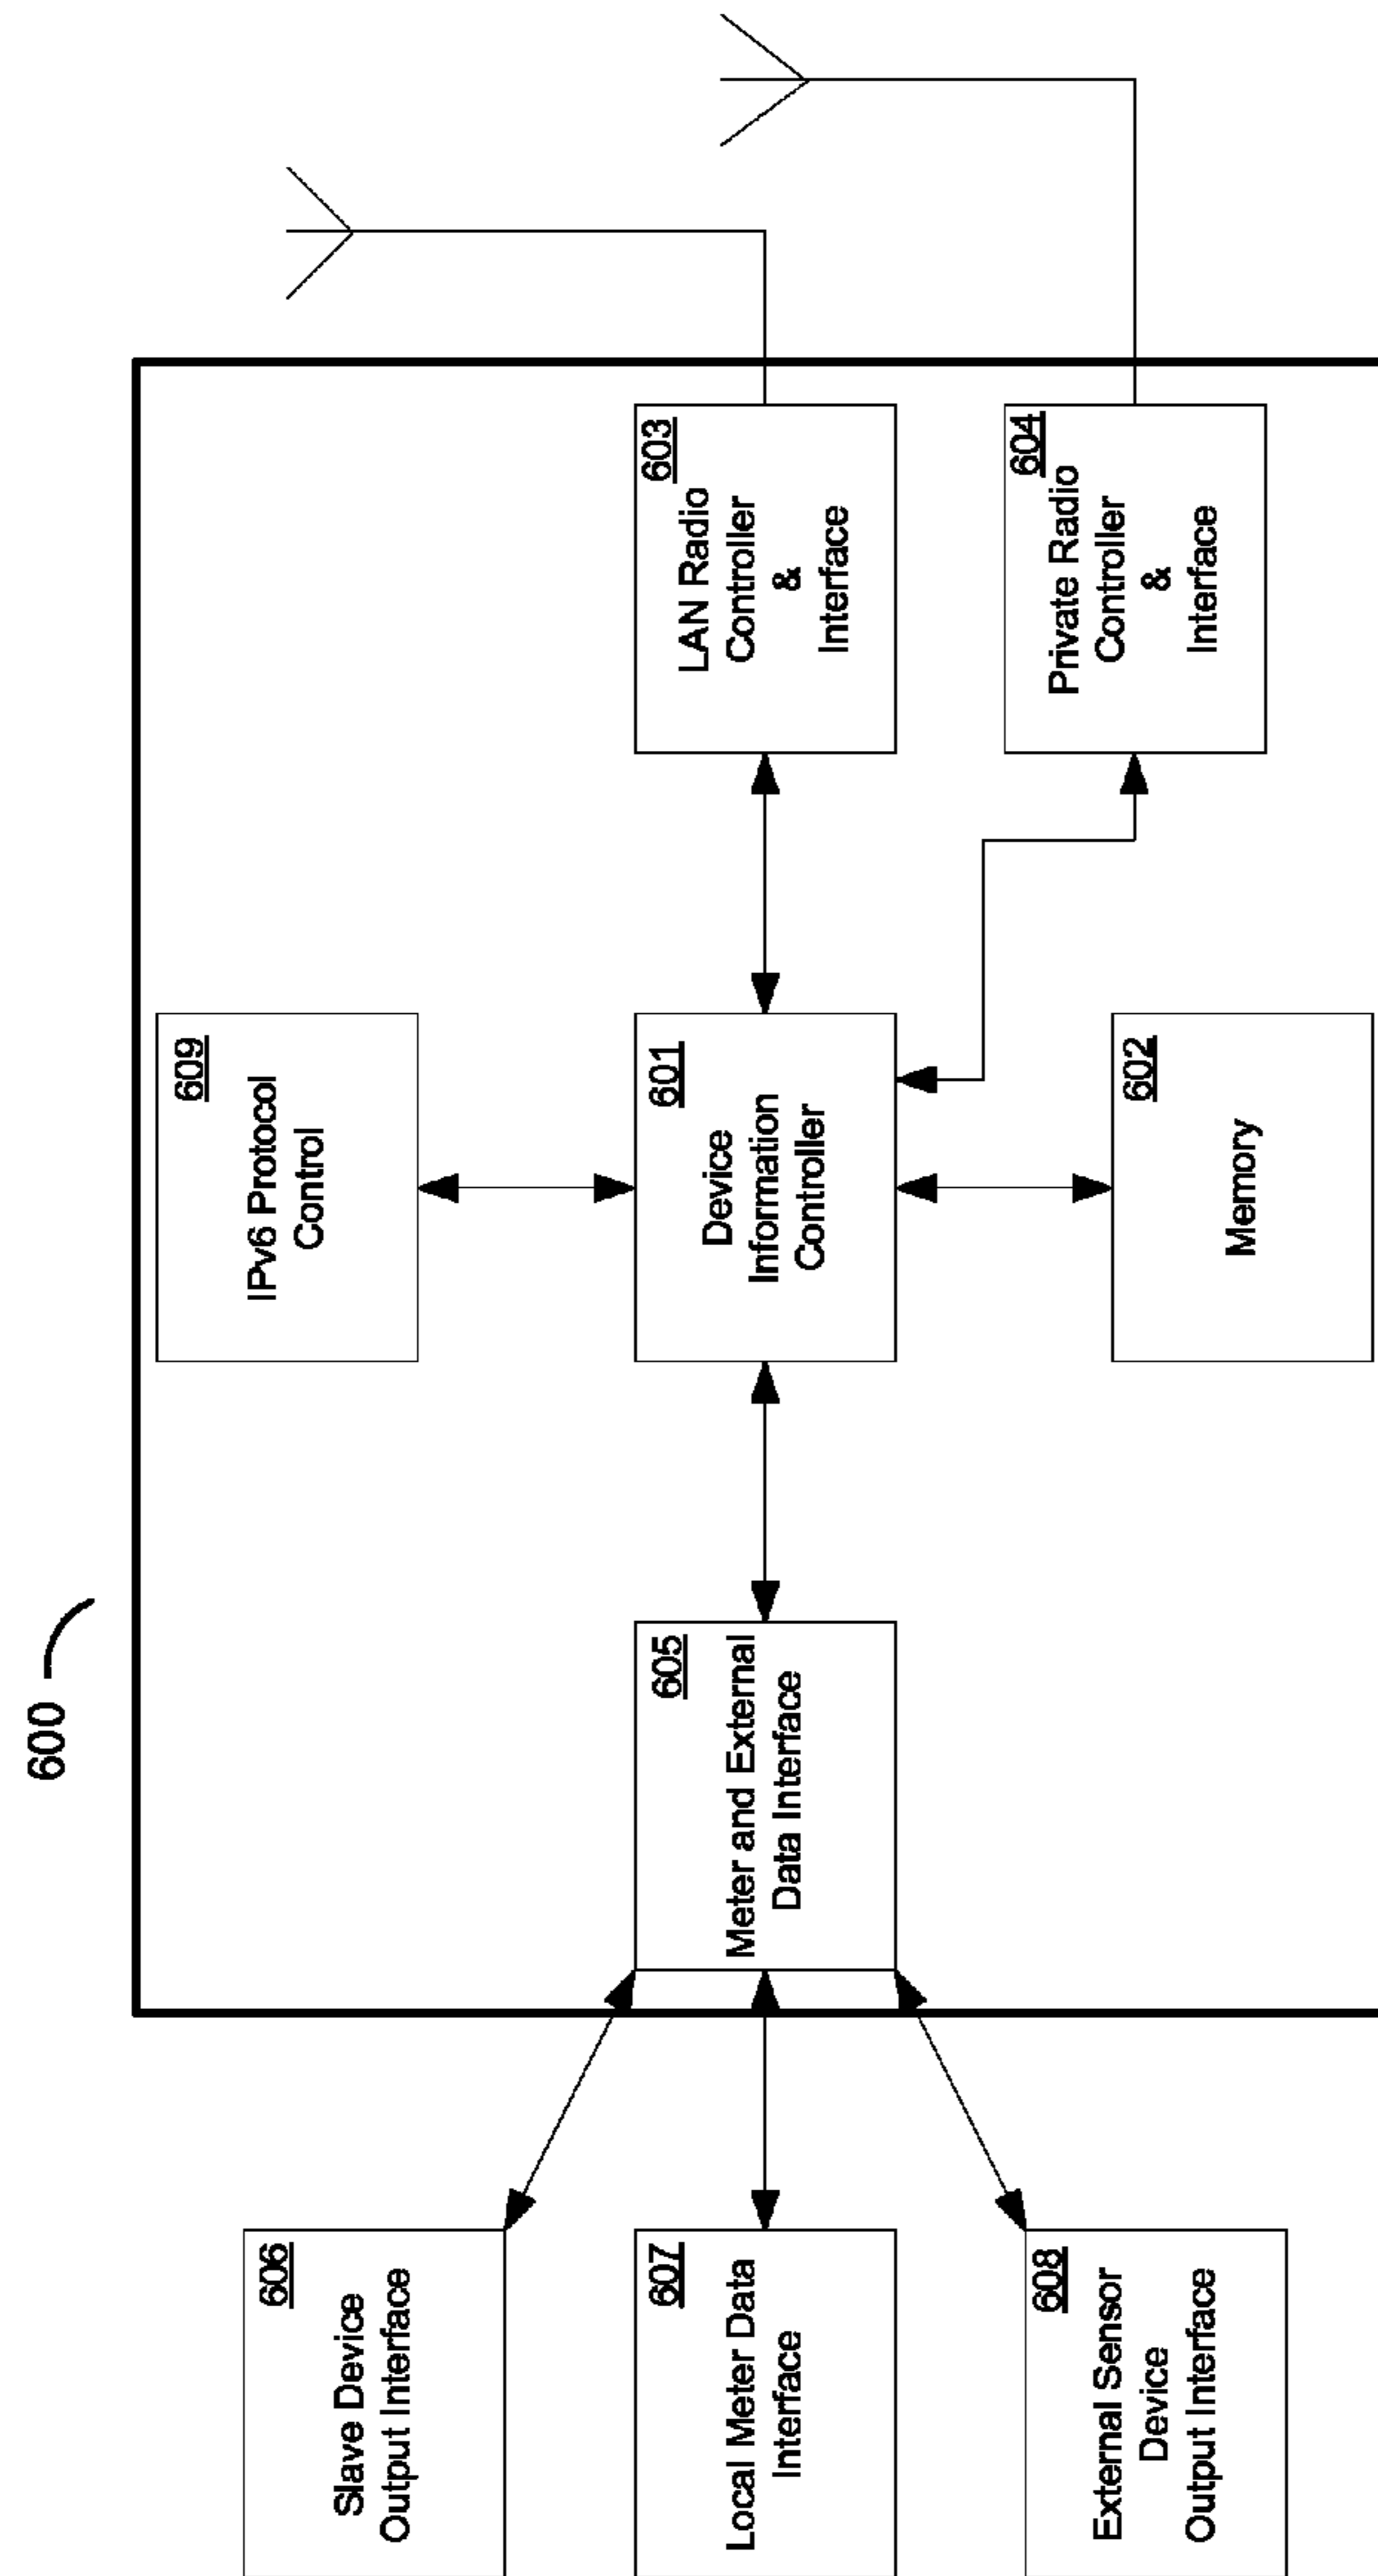 600
606
Slave Device
Output Interface
607
Local Meter Data
Interface
608
External Sensor
Device
Output Interface
605
Meter and External
Data Interface
609
IPv6 Protocol
Control
601
Device
Information
Controller
602
Memory
603
LAN Radio
Controller
&
Interface
604
Private Radio
Controller
&
Interface